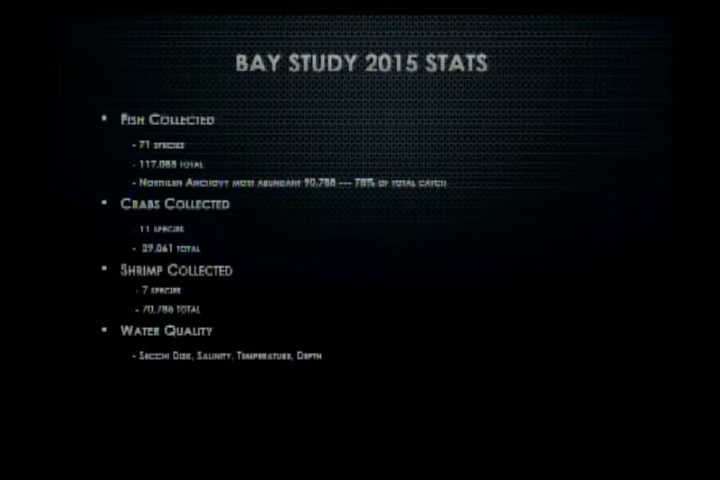 BAY STUDY 2015 STATS
• FISH COLLECTED
- 71 SPECIES
- 117,088 TOTAL
- NORTHERN ANCHOVY MOST ABUNDANT 90,788 --- 78% OF TOTAL CATCH
• CRABS COLLECTED
11 SPECIES
- 29,061 TOTAL
• SHRIMP COLLECTED
- 7 SPECIES
- 70,786 TOTAL
• WATER QUALITY
- SECCHI DISK, SALINITY, TEMPERATURE, DEPTH